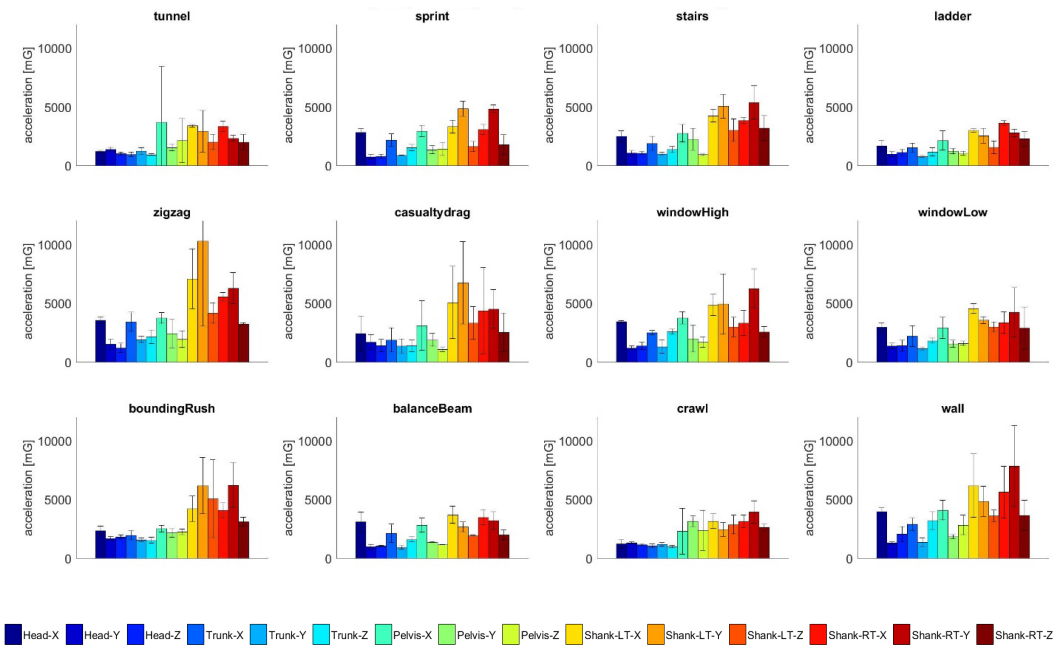 tunnel
sprint
stairs
ladder
acceleration [mG]
10000
5000
0
acceleration [mG]
10000
5000
0
acceleration [mG]
10000
5000
0
acceleration [mG]
10000
5000
0
zigzag
casualtydrag
windowHigh
windowLow
acceleration [mG]
10000
5000
0
acceleration [mG]
10000
5000
0
acceleration [mG]
10000
5000
0
acceleration [mG]
10000
5000
0
boundingRush
balanceBeam
crawl
wall
acceleration [mG]
10000
5000
0
acceleration [mG]
10000
5000
0
acceleration [mG]
10000
5000
0
acceleration [mG]
10000
5000
0
Head-X Head-Y Head-Z Trunk-X Trunk-Y Trunk-Z Pelvis-X Pelvis-Y Pelvis-Z Shank-LT-X Shank-LT-Y Shank-LT-Z Shank-RT-X Shank-RT-Y Shank-RT-Z